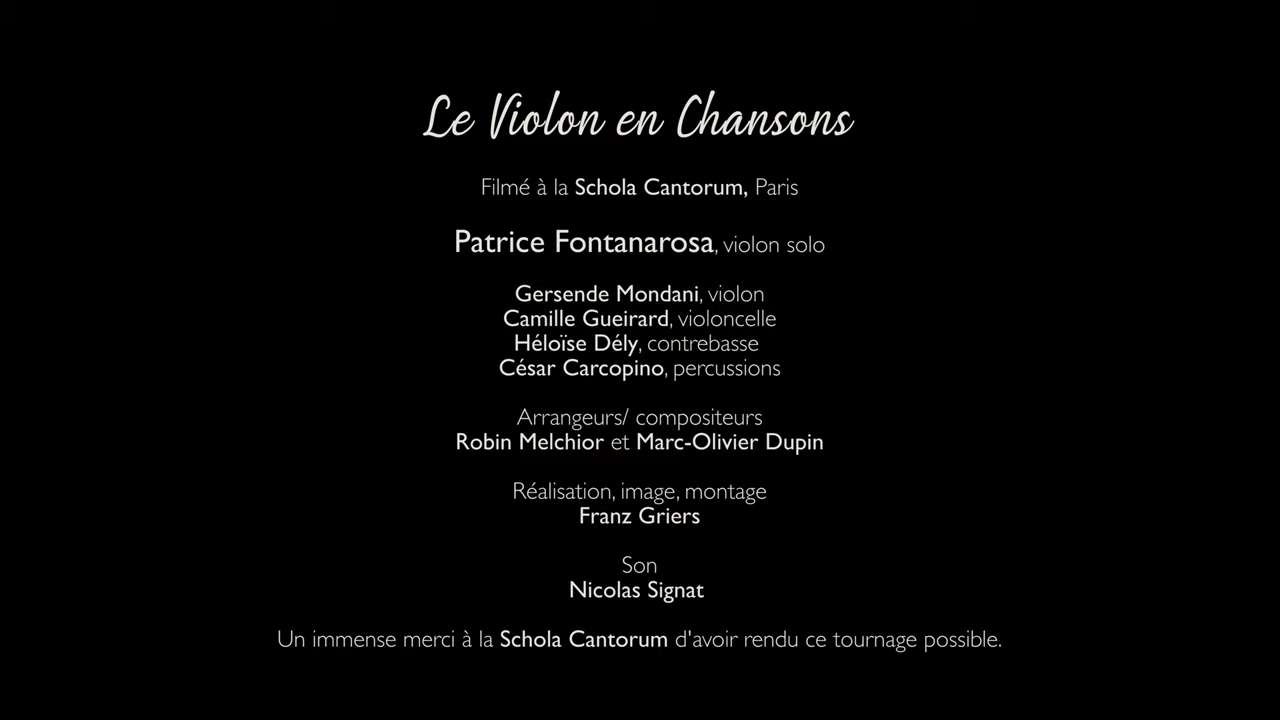 Le Violon en Chansons
Filmé à la Schola Cantorum, Paris
Patrice Fontanarosa, violon solo
Gersende Mondani, violon
Camille Gueirard, violoncelle
Héloïse Dély, contrebasse
César Carcopino, percussions
Arrangeurs/ compositeurs
Robin Melchior et Marc-Olivier Dupin
Réalisation, image, montage
Franz Griers
Son
Nicolas Signat
Un immense merci à la Schola Cantorum d'avoir rendu ce tournage possible.